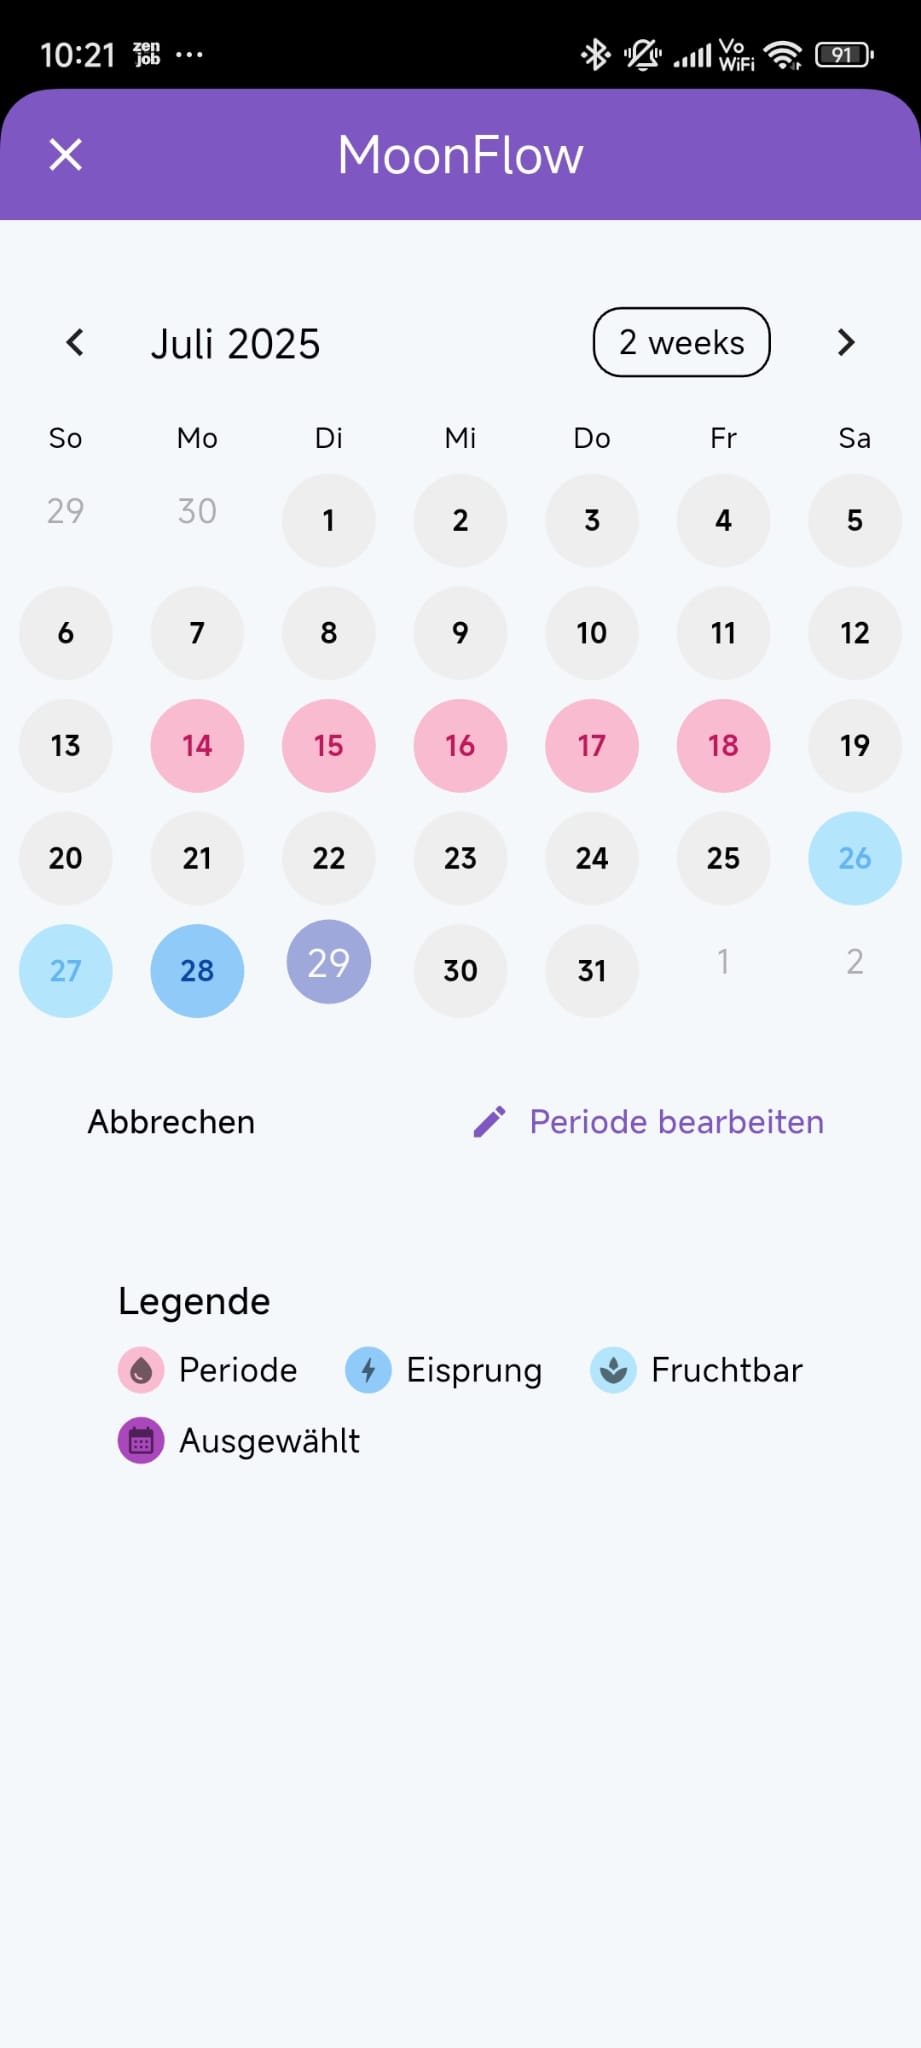 10:21 zen job ... Vo WiFi 91
MoonFlow
Juli 2025 2 weeks
So Mo Di Mi Do Fr Sa
29 30 1 2 3 4 5
6 7 8 9 10 11 12
13 14 15 16 17 18 19
20 21 22 23 24 25 26
27 28 29 30 31 1 2
Abbrechen Periode bearbeiten
Legende
Periode Eisprung Fruchtbar
Ausgewählt